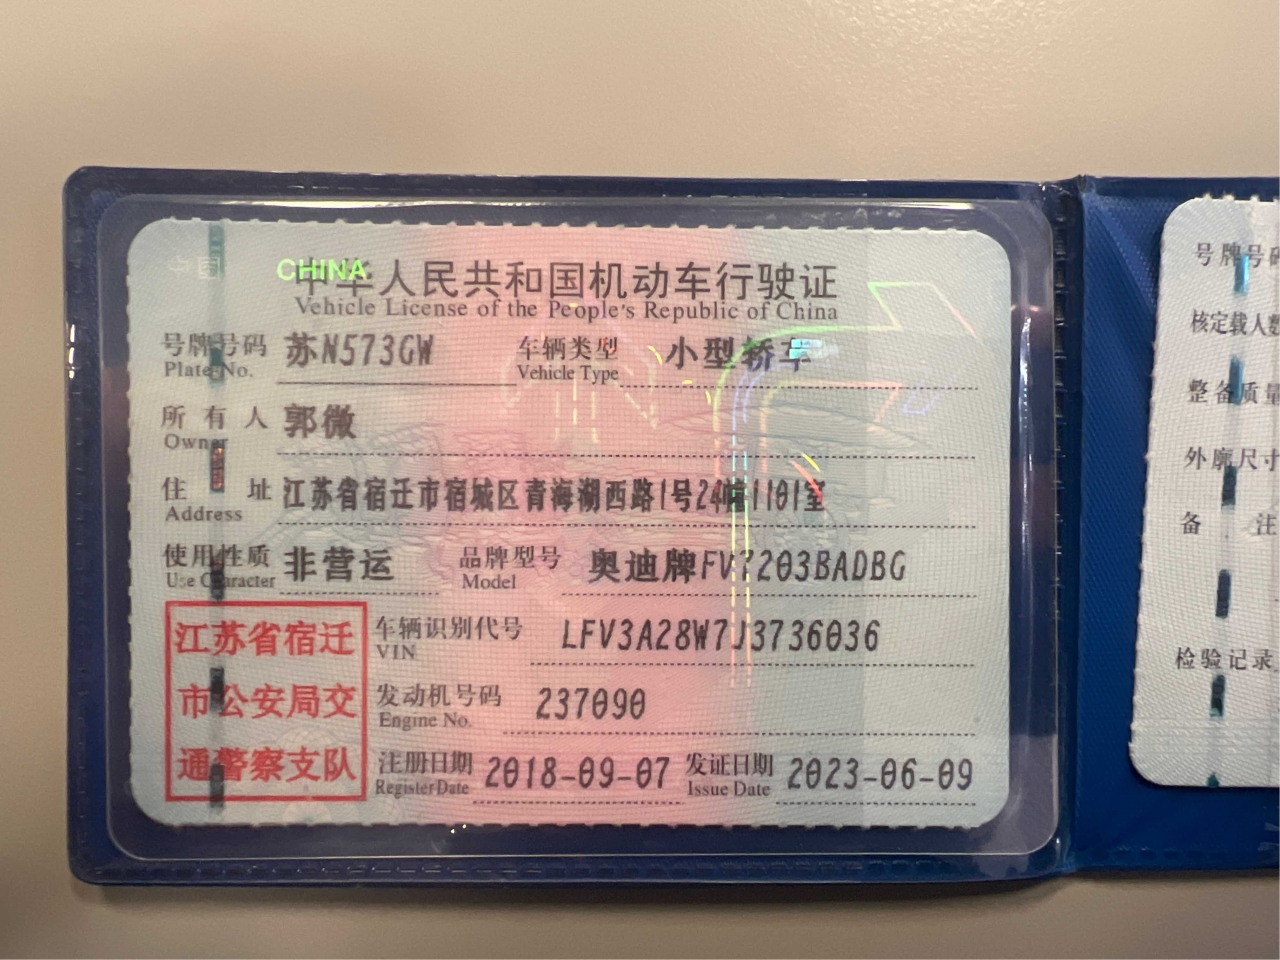 中国 CHINA
中华人民共和国机动车行驶证
Vehicle License of the People's Republic of China
号牌号码 苏N573GW 车辆类型 小型轿车
Plate No. Vehicle Type
所有人 郭微
Owner
住址 江苏省宿迁市宿城区青海湖西路1号24幢1101室
Address
使用性质 非营运 品牌型号 奥迪牌FV7203BADBG
Use Character Model
江苏省宿迁
市公安局交
通警察支队
车辆识别代号 LFV3A28W7J3736036
VIN
发动机号码 237090
Engine No.
注册日期 2018-09-07 发证日期 2023-06-09
Register Date Issue Date
号牌号码
核定载人数
整备质量
外廓尺寸
备注
检验记录